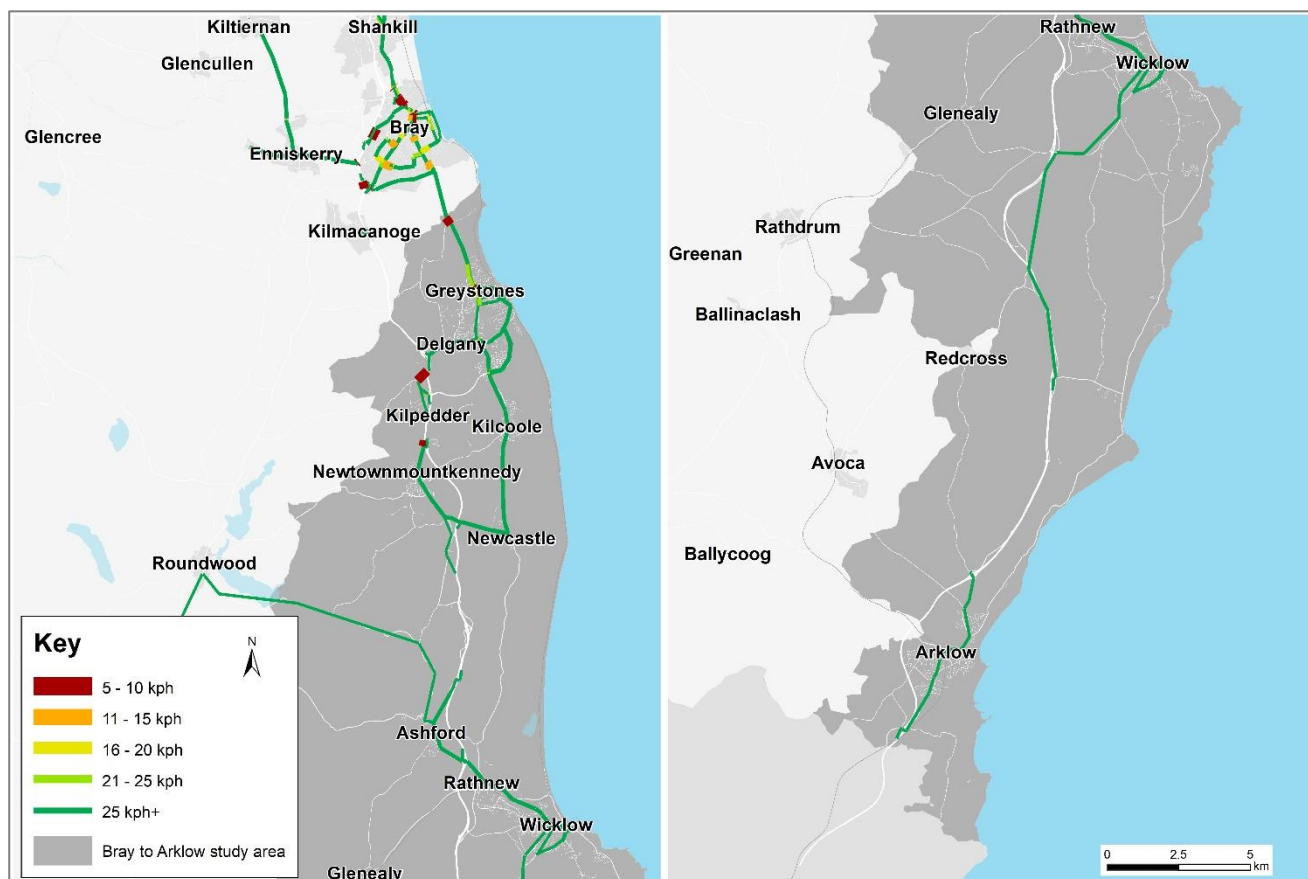 Kiltiernan
Shankill
Glencullen
Bray
Glencree
Enniskerry
Kilmacanoge
Greystones
Delgany
Kilpedder
Kilcoole
Newtownmountkennedy
Newcastle
Roundwood
Ashford
Rathnew
Wicklow
Glenealy
Key
N
5 - 10 kph
11 - 15 kph
16 - 20 kph
21 - 25 kph
25 kph+
Bray to Arklow study area
Rathnew
Wicklow
Glenealy
Rathdrum
Greenan
Ballinaclash
Redcross
Avoca
Ballycoog
Arklow
0 2.5 5
km